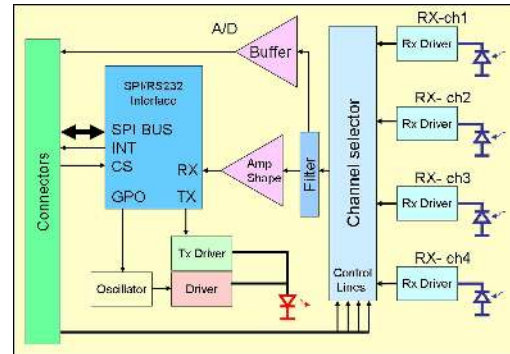 A/D
RX-ch1
Buffer
Rx Driver
SPI/RS232
Interface
RX- ch2
Rx Driver
Connectors
SPI BUS
INT
CS
RX
GPO
TX
Amp
Shape
Filter
Channel selector
RX- ch3
Rx Driver
Tx Driver
Oscillator
Driver
Control
Lines
RX- ch4
Rx Driver